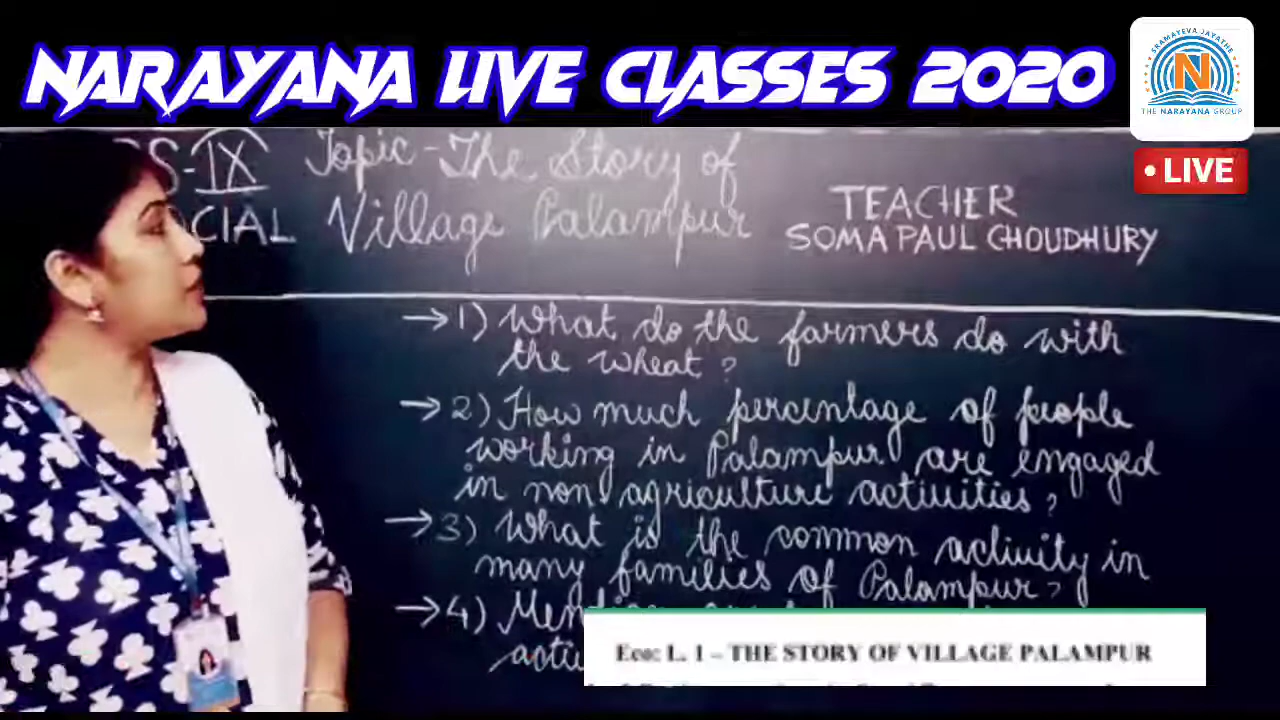 NARAYANA LIVE CLASSES 2020
SRAMAYEVA JAYATHE
N
THE NARAYANA GROUP
• LIVE
S-IX Topic-The Story of
CIAL Village Palampur
TEACHER
SOMA PAUL CHOUDHURY
→ 1) What do the farmers do with
the wheat?
→ 2) How much percentage of people
working in Palampur are engaged
in non agriculture activities?
→ 3) What is the common activity in
many families of Palampur?
→ 4)
Eco: L. 1 – THE STORY OF VILLAGE PALAMPUR